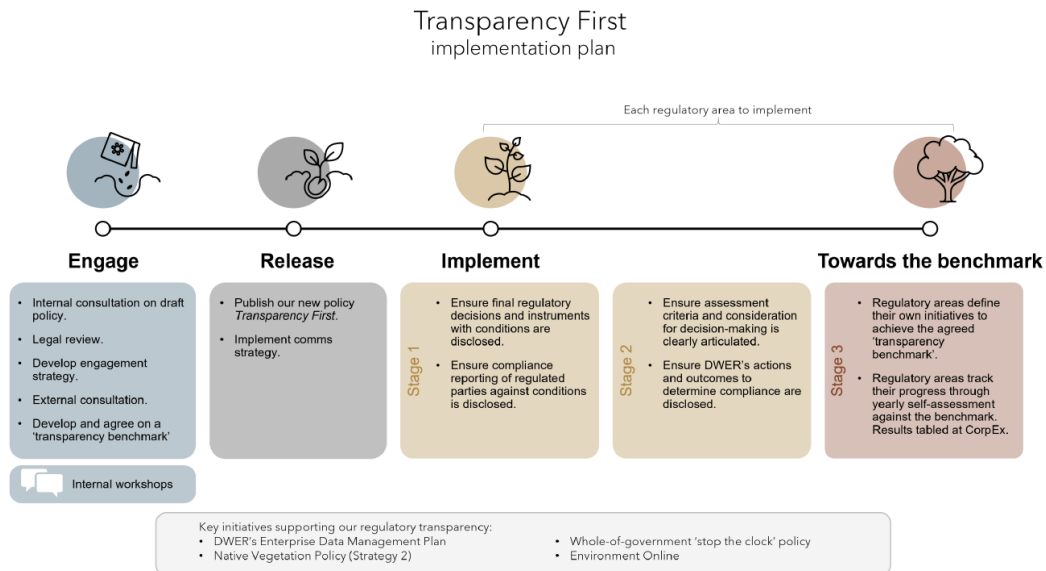 Transparency First
implementation plan
Each regulatory area to implement
Engage
• Internal consultation on draft
policy.
• Legal review.
• Develop engagement
strategy.
• External consultation.
• Develop and agree on a
‘transparency benchmark’
Internal workshops
Release
• Publish our new policy
Transparency First.
• Implement comms
strategy.
Implement
Stage 1
• Ensure final regulatory
decisions and instruments
with conditions are
disclosed.
• Ensure compliance
reporting of regulated
parties against conditions
is disclosed.
Stage 2
• Ensure assessment
criteria and consideration
for decision-making is
clearly articulated.
• Ensure DWER’s actions
and outcomes to
determine compliance are
disclosed.
Towards the benchmark
Stage 3
• Regulatory areas define
their own initiatives to
achieve the agreed
‘transparency
benchmark’.
• Regulatory areas track
their progress through
yearly self-assessment
against the benchmark.
Results tabled at CorpEx.
Key initiatives supporting our regulatory transparency:
• DWER’s Enterprise Data Management Plan
• Native Vegetation Policy (Strategy 2)
• Whole-of-government ‘stop the clock’ policy
• Environment Online